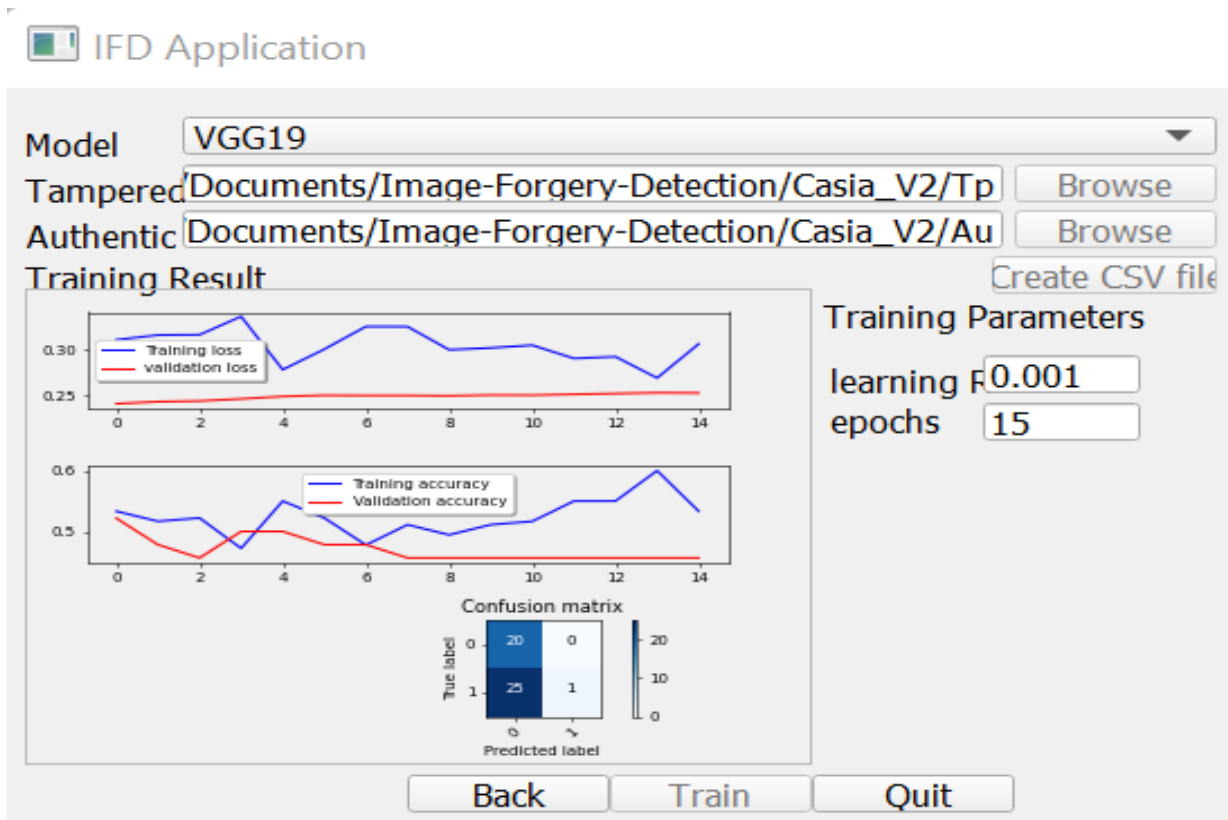 IFD Application
Model VGG19
Tampered /Documents/Image-Forgery-Detection/Casia_V2/Tp Browse
Authentic Documents/Image-Forgery-Detection/Casia_V2/Au Browse
Training Result Create CSV file
Training Parameters
learning R 0.001
epochs 15
0.30
0.25
Training loss
validation loss
0 2 4 6 8 10 12 14
0.6
0.5
Training accuracy
Validation accuracy
0 2 4 6 8 10 12 14
Confusion matrix
True label
0 20 0
1 25 1
20
10
0
0 1
Predicted label
Back Train Quit